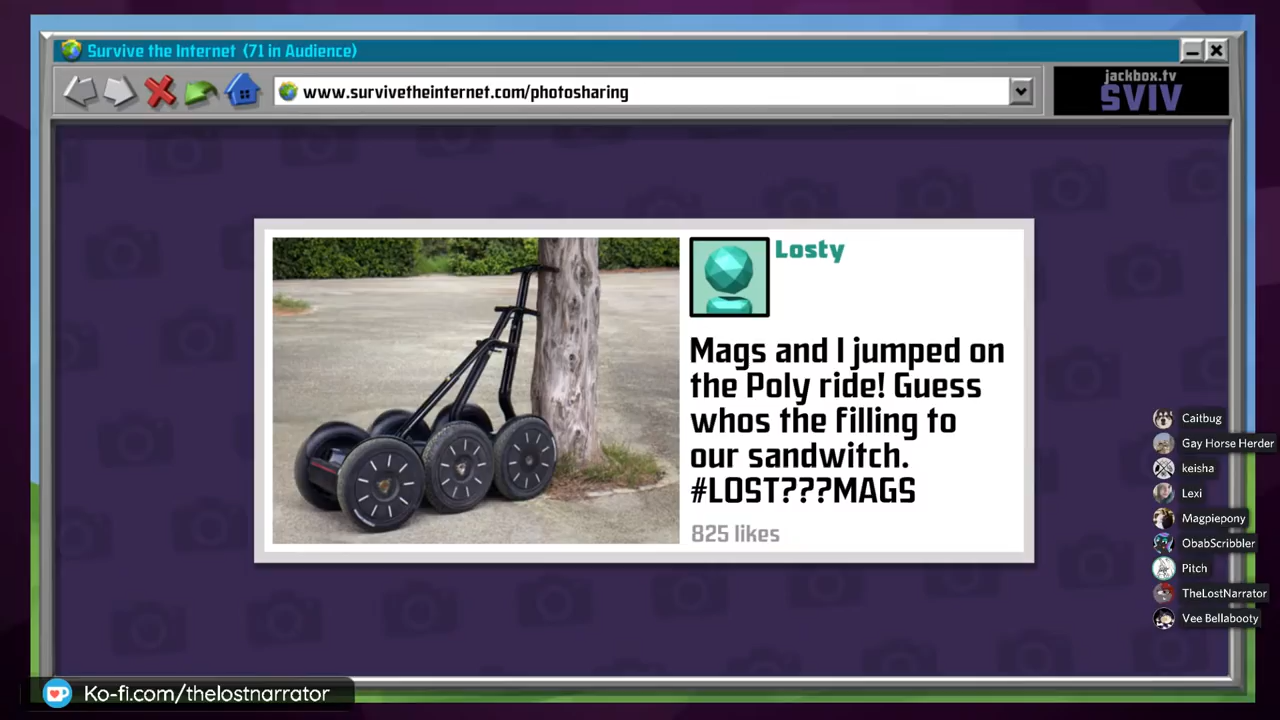 Survive the Internet (71 in Audience)
www.survivetheinternet.com/photosharing
jackbox.tv
SVIV
Losty
Mags and I jumped on
the Poly ride! Guess
whos the filling to
our sandwitch.
#LOST???MAGS
825 likes
Caitbug
Gay Horse Herder
keisha
Lexi
Magpiepony
ObabScribbler
Pitch
TheLostNarrator
Vee Bellabooty
Ko-fi.com/thelostnarrator